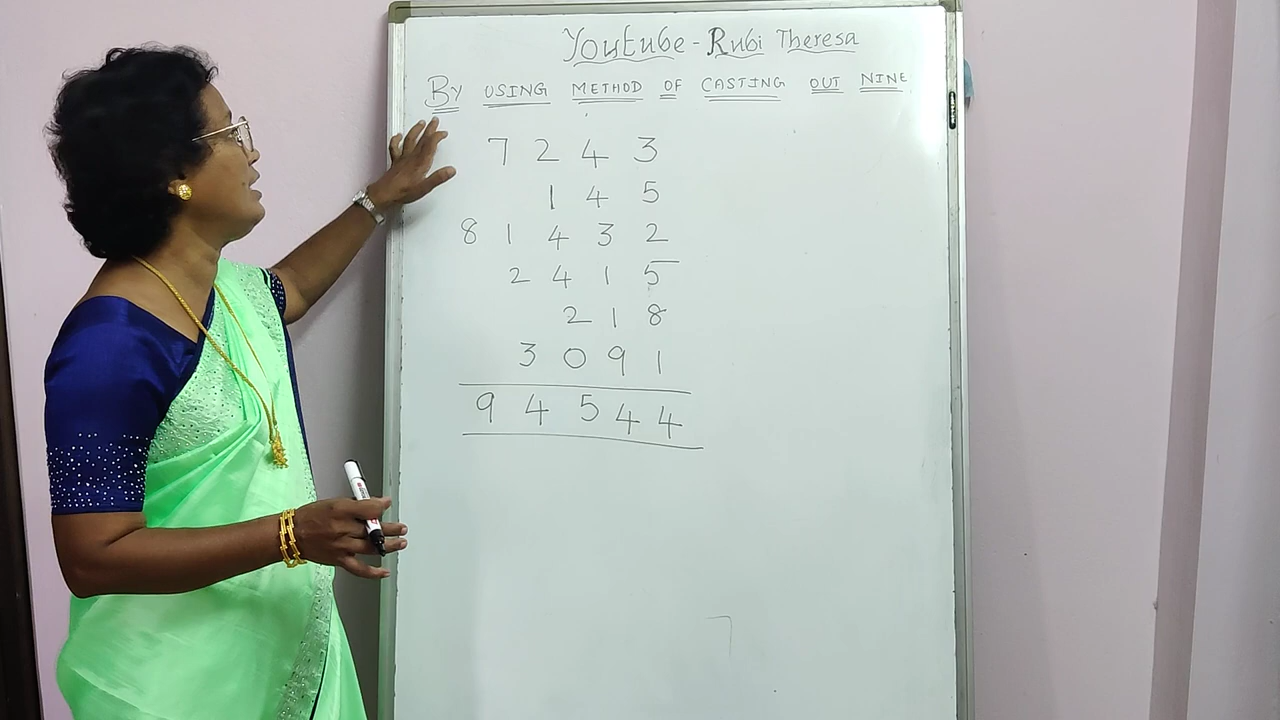 Youtube - Rubi Theresa
By USING METHOD OF CASTING OUT NINE
7 2 4 3
1 4 5
8 1 4 3 2
2 4 1 5
2 1 8
3 0 9 1
9 4 5 4 4
7